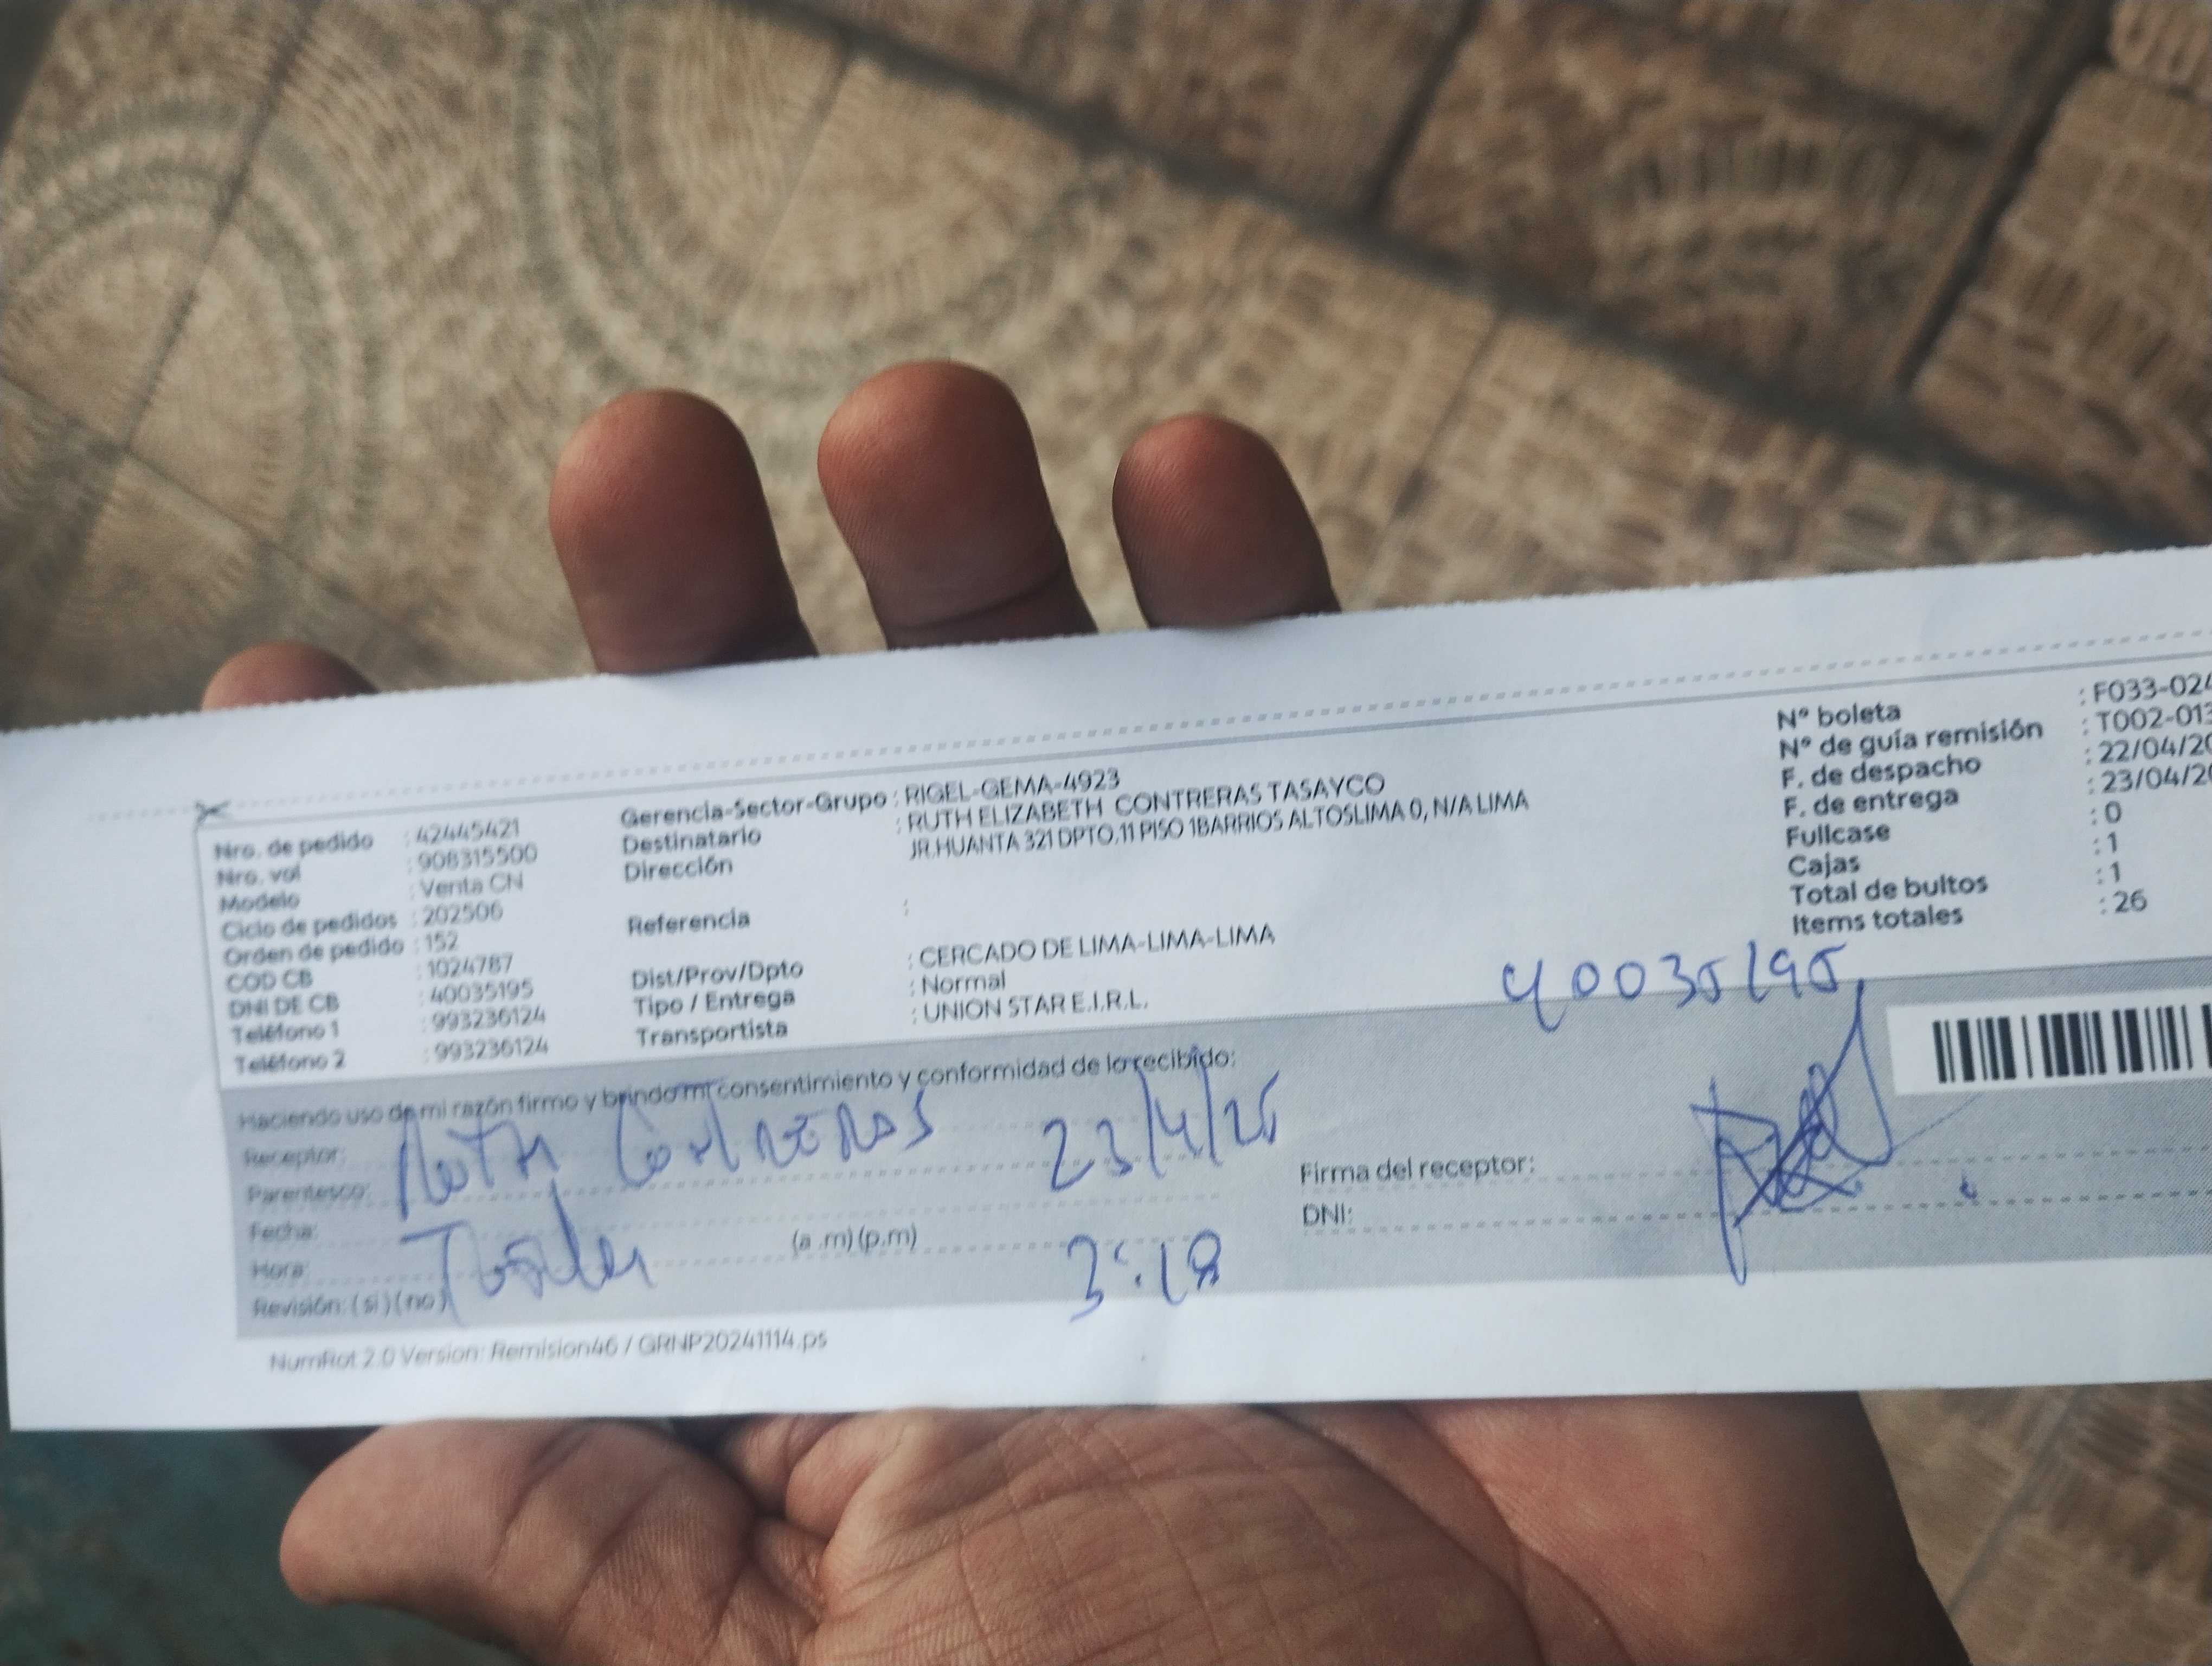 Nro. de pedido : 42445421
Nro. vol : 908315500
Modelo : Venta CN
Ciclo de pedidos : 202506
Orden de pedido : 152
COD CB : 1024787
DNI DE CB : 40035195
Teléfono 1 : 993236124
Teléfono 2 : 993236124
Gerencia-Sector-Grupo : RIGEL-GEMA-4923
Destinatario : RUTH ELIZABETH CONTRERAS TASAYCO
Dirección JR.HUANTA 321 DPTO.11 PISO 1BARRIOS ALTOSLIMA 0, N/A LIMA
Referencia :
Dist/Prov/Dpto : CERCADO DE LIMA-LIMA-LIMA
Tipo / Entrega : Normal
Transportista : UNION STAR E.I.R.L.
N° boleta : F033-024
N° de guía remisión : T002-013
F. de despacho : 22/04/20
F. de entrega : 23/04/20
Fullcase : 0
Cajas : 1
Total de bultos : 1
Items totales : 26
40035195
Haciendo uso de mi razón firmo y brindo mi consentimiento y conformidad de lo recibido:
Receptor: Ruth Contreras
Parentesco: 23/4/25
Fecha:
Hora: (a .m) (p.m) 3:18
Revisión: ( si ) ( no )
Firma del receptor:
DNI:
NumRot 2.0 Version: Remision46 / GRNP20241114.ps